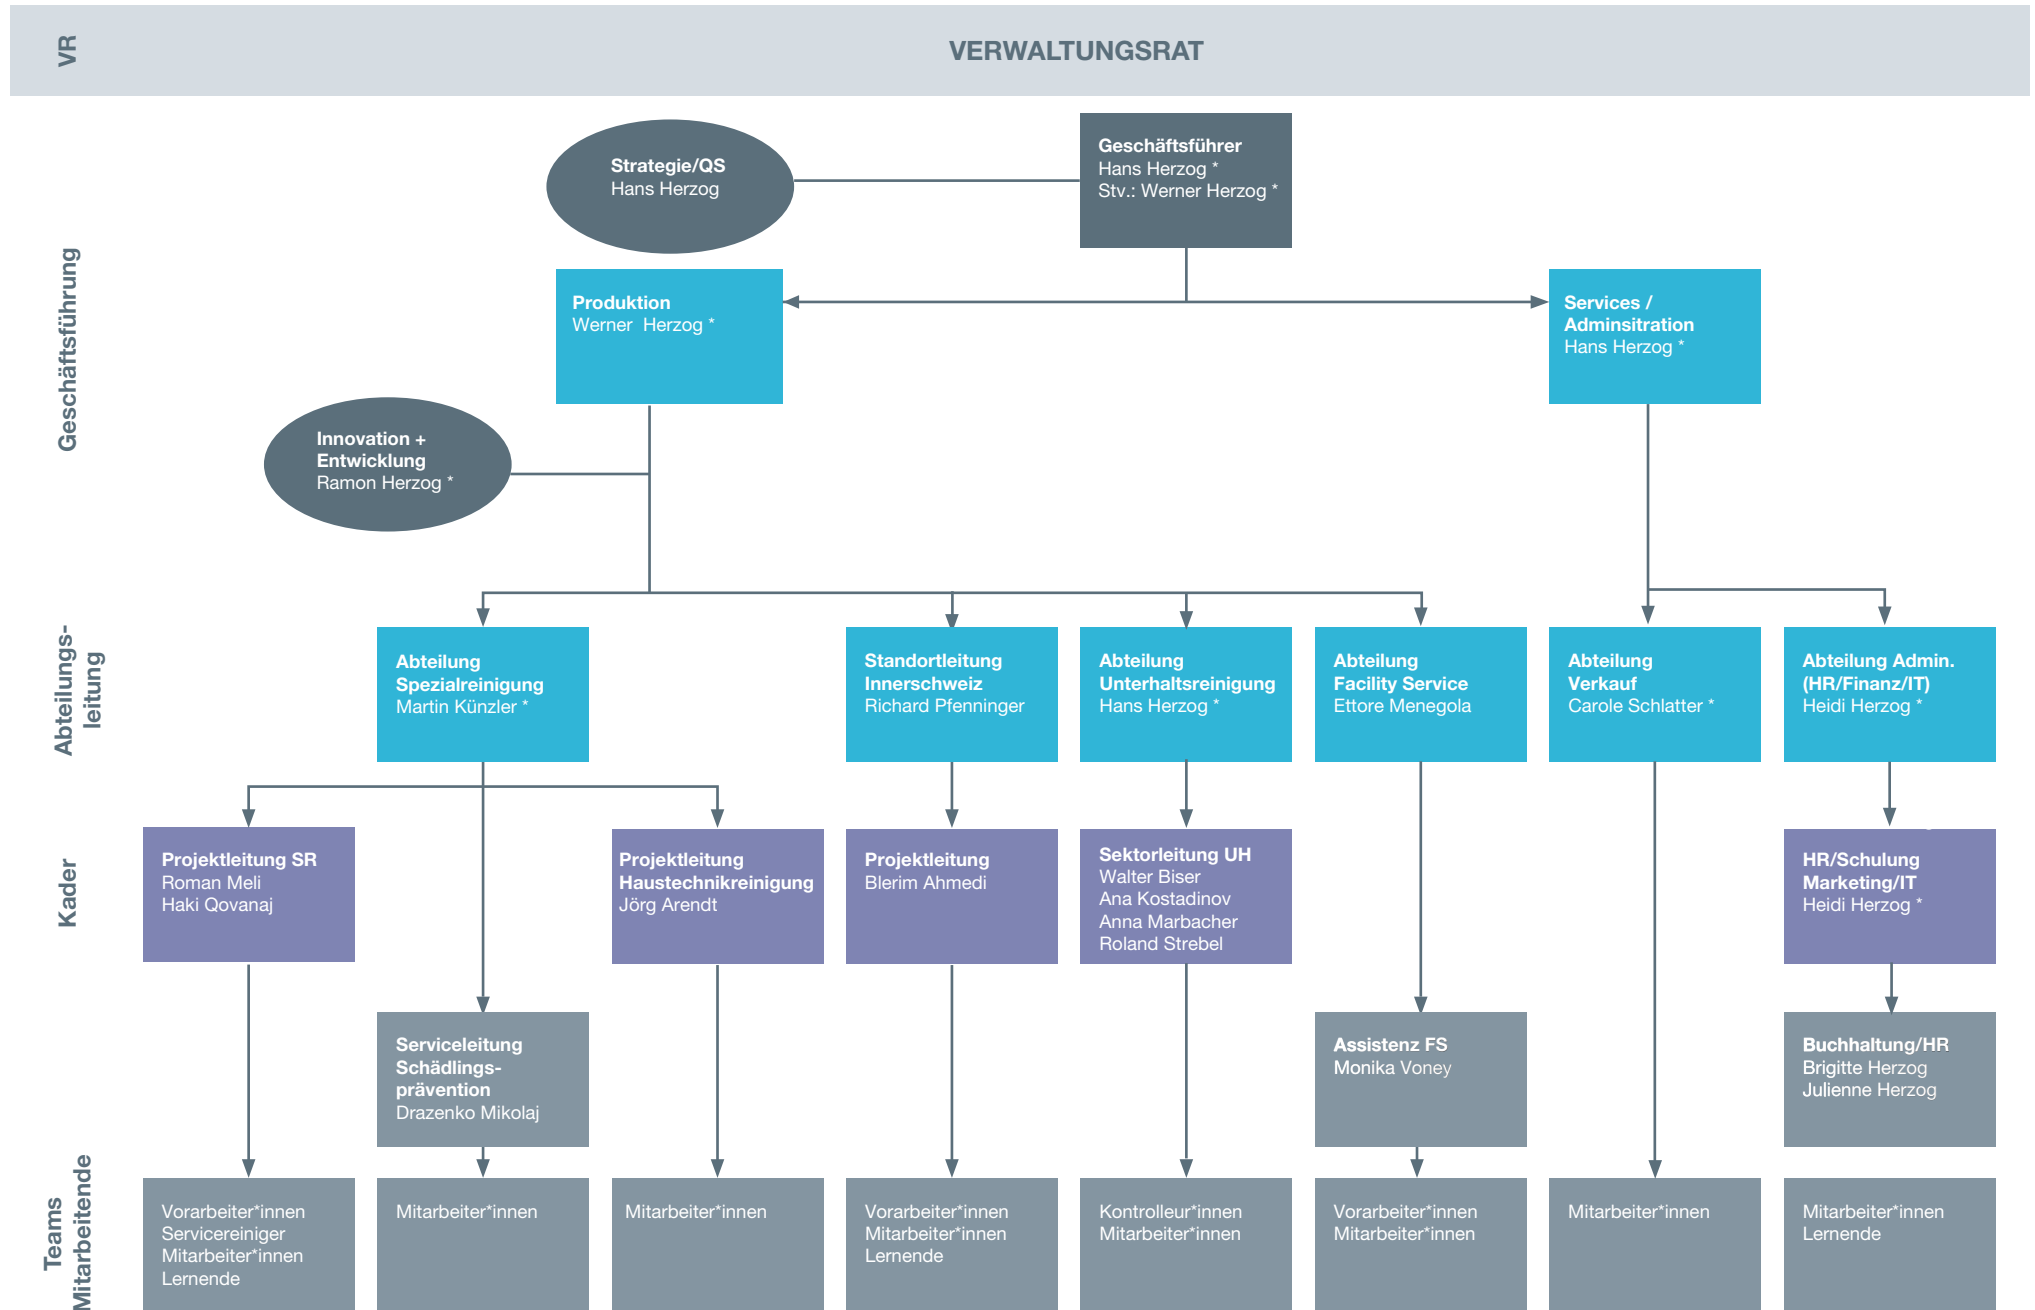 VR
VERWALTUNGSRAT
Geschäftsführung
Strategie/QS
Hans Herzog
Geschäftsführer
Hans Herzog *
Stv.: Werner Herzog *
Produktion
Werner Herzog *
Services /
Adminsitration
Hans Herzog *
Innovation +
Entwicklung
Ramon Herzog *
Abteilungs-
leitung
Abteilung
Spezialreinigung
Martin Künzler *
Standortleitung
Innerschweiz
Richard Pfenninger
Abteilung
Unterhaltsreinigung
Hans Herzog *
Abteilung
Facility Service
Ettore Menegola
Abteilung
Verkauf
Carole Schlatter *
Abteilung Admin.
(HR/Finanz/IT)
Heidi Herzog *
Kader
Projektleitung SR
Roman Meli
Haki Qovanaj
Projektleitung
Haustechnikreinigung
Jörg Arendt
Projektleitung
Blerim Ahmedi
Sektorleitung UH
Walter Biser
Ana Kostadinov
Anna Marbacher
Roland Strebel
HR/Schulung
Marketing/IT
Heidi Herzog *
Serviceleitung
Schädlings-
prävention
Drazenko Mikolaj
Assistenz FS
Monika Voney
Buchhaltung/HR
Brigitte Herzog
Julienne Herzog
Teams
Mitarbeitende
Vorarbeiter*innen
Servicereiniger
Mitarbeiter*innen
Lernende
Mitarbeiter*innen
Mitarbeiter*innen
Vorarbeiter*innen
Mitarbeiter*innen
Lernende
Kontrolleur*innen
Mitarbeiter*innen
Vorarbeiter*innen
Mitarbeiter*innen
Mitarbeiter*innen
Mitarbeiter*innen
Lernende